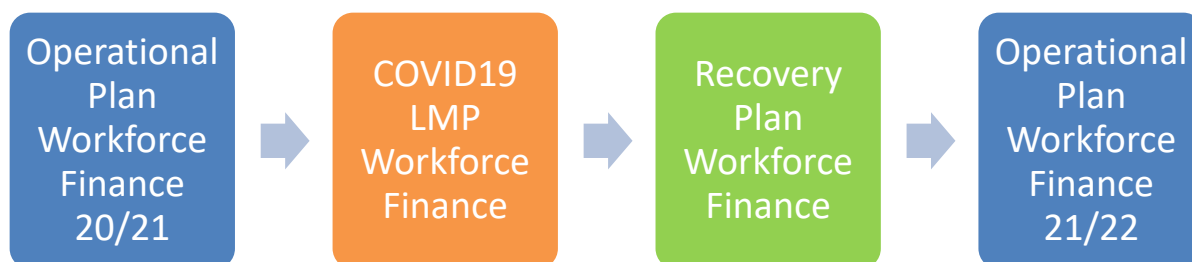 Operational
Plan
Workforce
Finance
20/21
COVID19
LMP
Workforce
Finance
Recovery
Plan
Workforce
Finance
Operational
Plan
Workforce
Finance
21/22